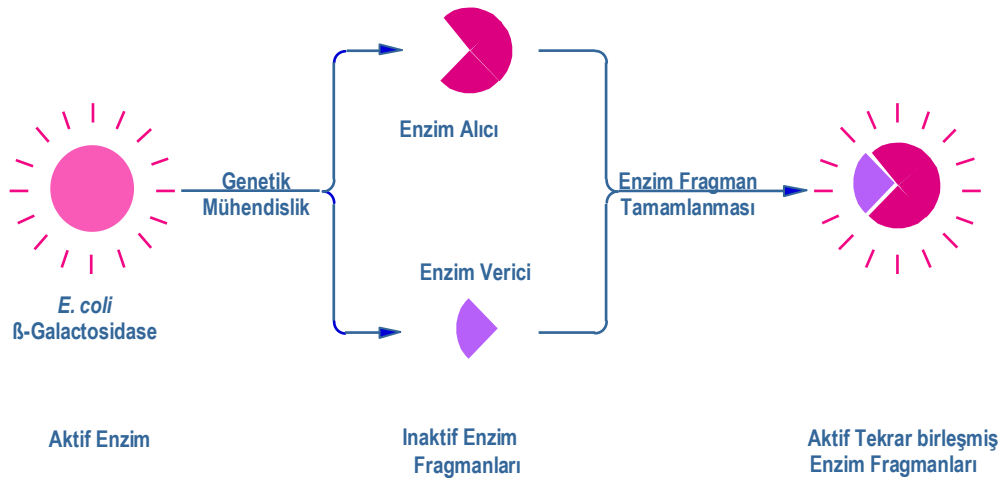 Enzim Alıcı
Genetik
Mühendislik
Enzim Fragman
Tamamlanması
Enzim Verici
E. coli
ß-Galactosidase
Aktif Enzim
Inaktif Enzim
Fragmanları
Aktif Tekrar birleşmiş
Enzim Fragmanları